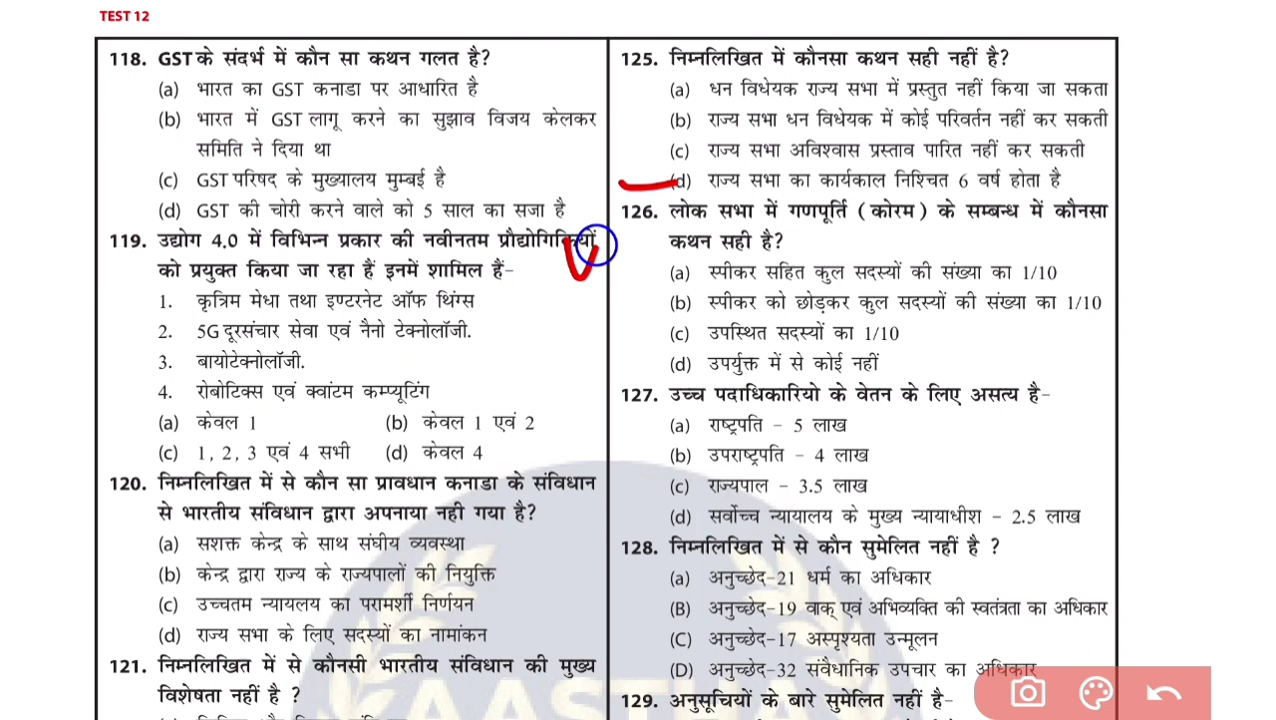 TEST 12
118. GST के संदर्भ में कौन सा कथन गलत है?
(a) भारत का GST कनाडा पर आधारित है
(b) भारत में GST लागू करने का सुझाव विजय केलकर
समिति ने दिया था
(c) GST परिषद के मुख्यालय मुम्बई है
(d) GST की चोरी करने वाले को 5 साल का सजा है
119. उद्योग 4.0 में विभिन्न प्रकार की नवीनतम प्रौद्योगिकियों
को प्रयुक्त किया जा रहा हैं इनमें शामिल हैं-
1. कृत्रिम मेधा तथा इण्टरनेट ऑफ थिंग्स
2. 5G दूरसंचार सेवा एवं नैनो टेक्नोलॉजी.
3. बायोटेक्नोलॉजी.
4. रोबोटिक्स एवं क्वांटम कम्प्यूटिंग
(a) केवल 1 (b) केवल 1 एवं 2
(c) 1, 2, 3 एवं 4 सभी (d) केवल 4
120. निम्नलिखित में से कौन सा प्रावधान कनाडा के संविधान
से भारतीय संविधान द्वारा अपनाया नही गया है?
(a) सशक्त केन्द्र के साथ संघीय व्यवस्था
(b) केन्द्र द्वारा राज्य के राज्यपालों की नियुक्ति
(c) उच्चतम न्यायलय का परामर्शी निर्णयन
(d) राज्य सभा के लिए सदस्यों का नामांकन
121. निम्नलिखित में से कौनसी भारतीय संविधान की मुख्य
विशेषता नहीं है ?
125. निम्नलिखित में कौनसा कथन सही नहीं है?
(a) धन विधेयक राज्य सभा में प्रस्तुत नहीं किया जा सकता
(b) राज्य सभा धन विधेयक में कोई परिवर्तन नहीं कर सकती
(c) राज्य सभा अविश्वास प्रस्ताव पारित नहीं कर सकती
(d) राज्य सभा का कार्यकाल निश्चित 6 वर्ष होता है
126. लोक सभा में गणपूर्ति (कोरम) के सम्बन्ध में कौनसा
कथन सही है?
(a) स्पीकर सहित कुल सदस्यों की संख्या का 1/10
(b) स्पीकर को छोड़कर कुल सदस्यों की संख्या का 1/10
(c) उपस्थित सदस्यों का 1/10
(d) उपर्युक्त में से कोई नहीं
127. उच्च पदाधिकारियो के वेतन के लिए असत्य है-
(a) राष्ट्रपति - 5 लाख
(b) उपराष्ट्रपति - 4 लाख
(c) राज्यपाल - 3.5 लाख
(d) सर्वोच्च न्यायालय के मुख्य न्यायाधीश - 2.5 लाख
128. निम्नलिखित में से कौन सुमेलित नहीं है ?
(a) अनुच्छेद-21 धर्म का अधिकार
(B) अनुच्छेद-19 वाक् एवं अभिव्यक्ति की स्वतंत्रता का अधिकार
(C) अनुच्छेद-17 अस्पृश्यता उन्मूलन
(D) अनुच्छेद-32 संवैधानिक उपचार का अधिकार
129. अनुसूचियों के बारे सुमेलित नहीं है-
AASTHA